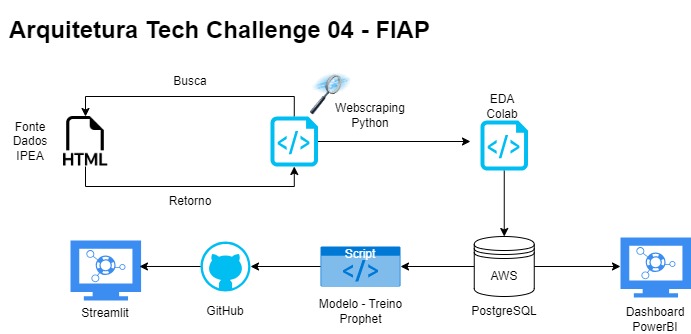 Arquitetura Tech Challenge 04 - FIAP
Busca
Fonte
Dados
IPEA
HTML
Retorno
Webscraping
Python
EDA
Colab
AWS
PostgreSQL
Dashboard
PowerBI
Script
Modelo - Treino
Prophet
GitHub
Streamlit